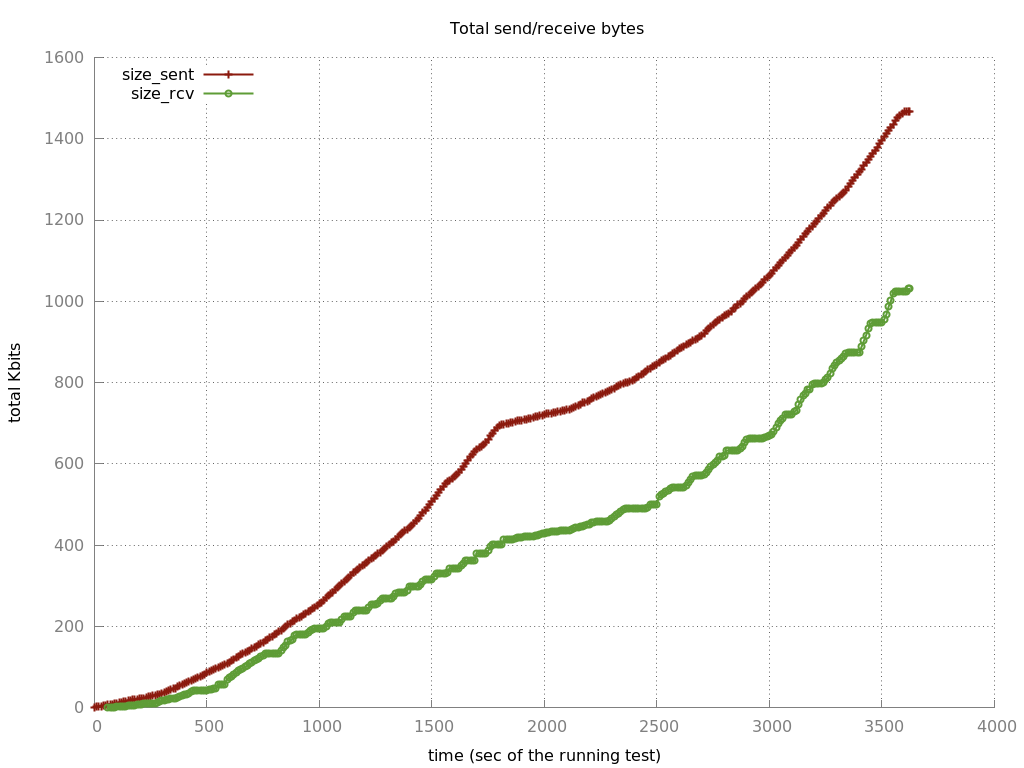 Total send/receive bytes
1600
1400
1200
1000
800
600
400
200
0
size_sent
size_rcv
total Kbits
0 500 1000 1500 2000 2500 3000 3500 4000
time (sec of the running test)